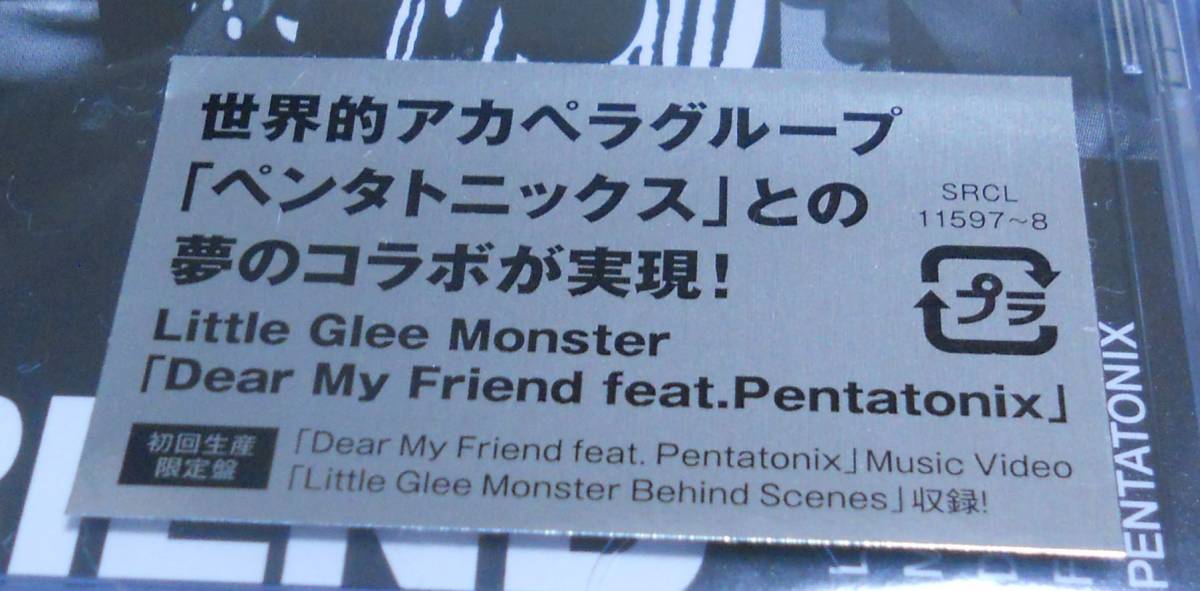 世界的アカペラグループ
「ペンタトニックス」との
夢のコラボが実現!
Little Glee Monster
「Dear My Friend feat.Pentatonix」
初回生産
限定盤
「Dear My Friend feat. Pentatonix」Music Video
「Little Glee Monster Behind Scenes」収録!
SRCL
11597~8
プラ
PENTATONIX